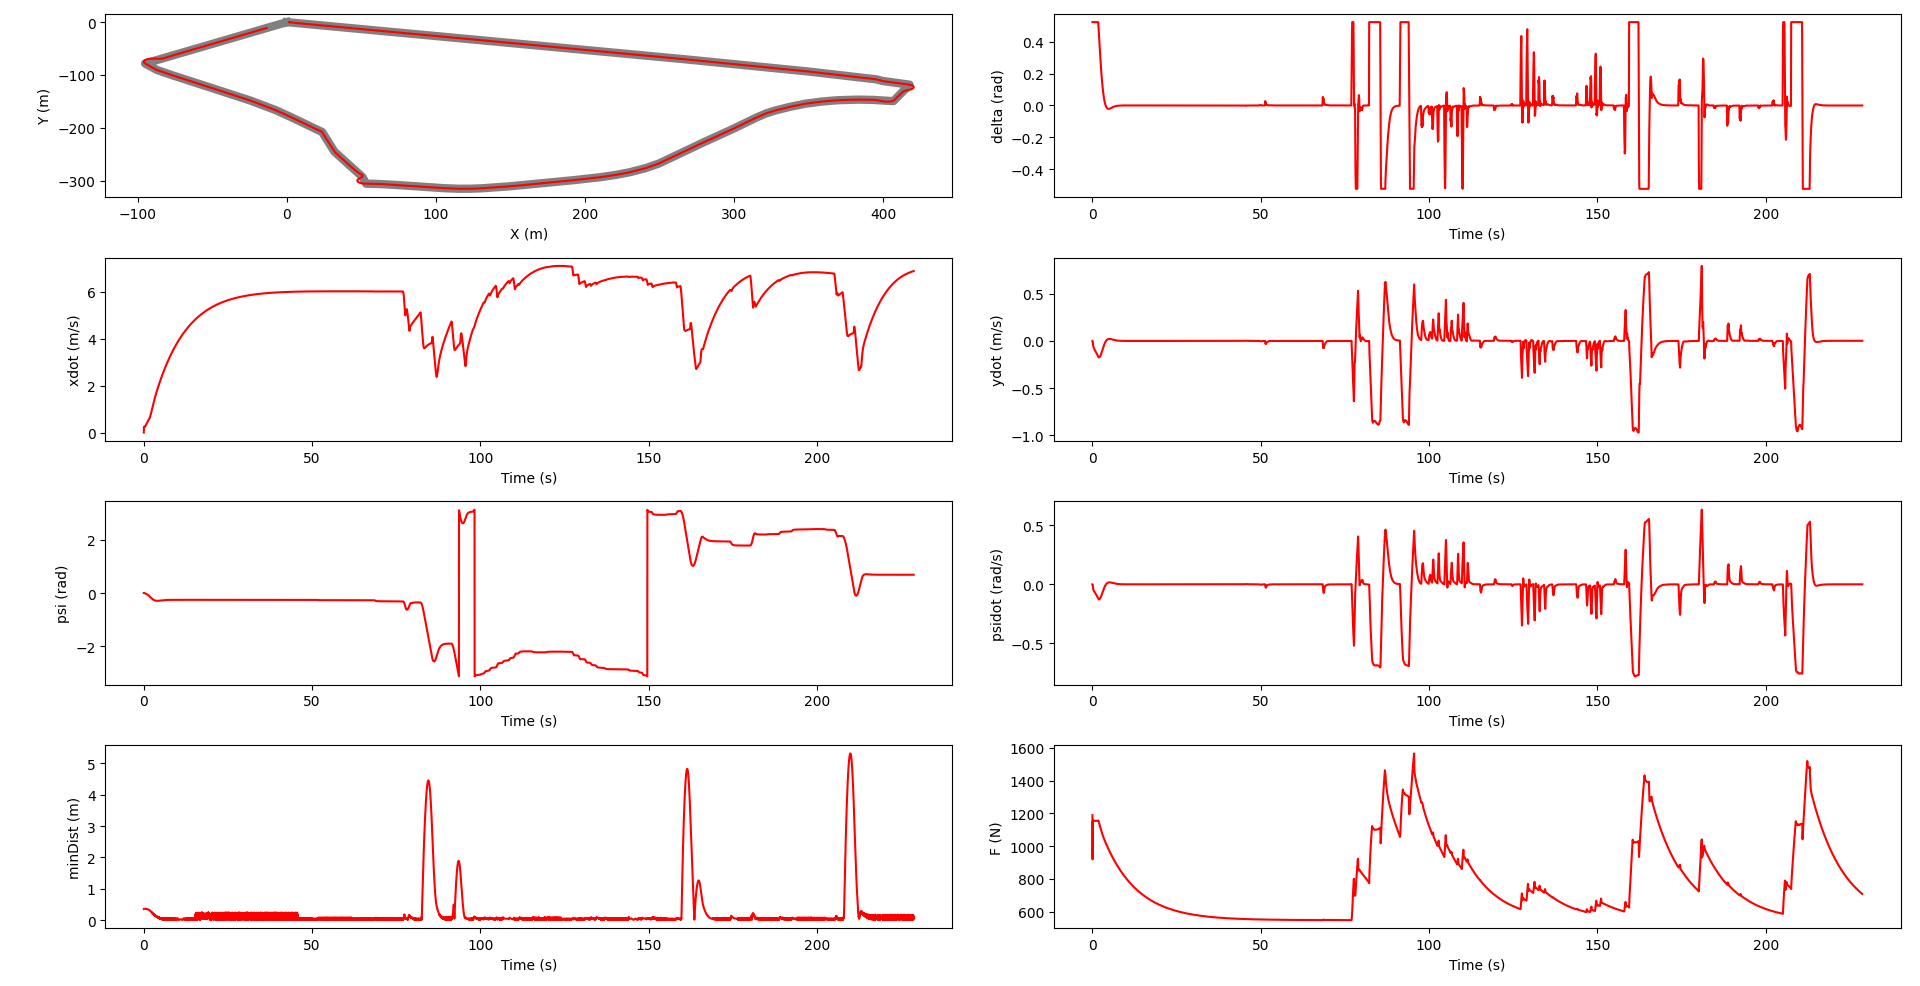 0
−100
−200
−300
Y (m)
−100 0 100 200 300 400
X (m)
0.4
0.2
0.0
−0.2
−0.4
delta (rad)
0 50 100 150 200
Time (s)
6
4
2
0
xdot (m/s)
0 50 100 150 200
Time (s)
0.5
0.0
−0.5
−1.0
ydot (m/s)
0 50 100 150 200
Time (s)
2
0
−2
psi (rad)
0 50 100 150 200
Time (s)
0.5
0.0
−0.5
psidot (rad/s)
0 50 100 150 200
Time (s)
5
4
3
2
1
0
minDist (m)
0 50 100 150 200
Time (s)
1600
1400
1200
1000
800
600
F (N)
0 50 100 150 200
Time (s)